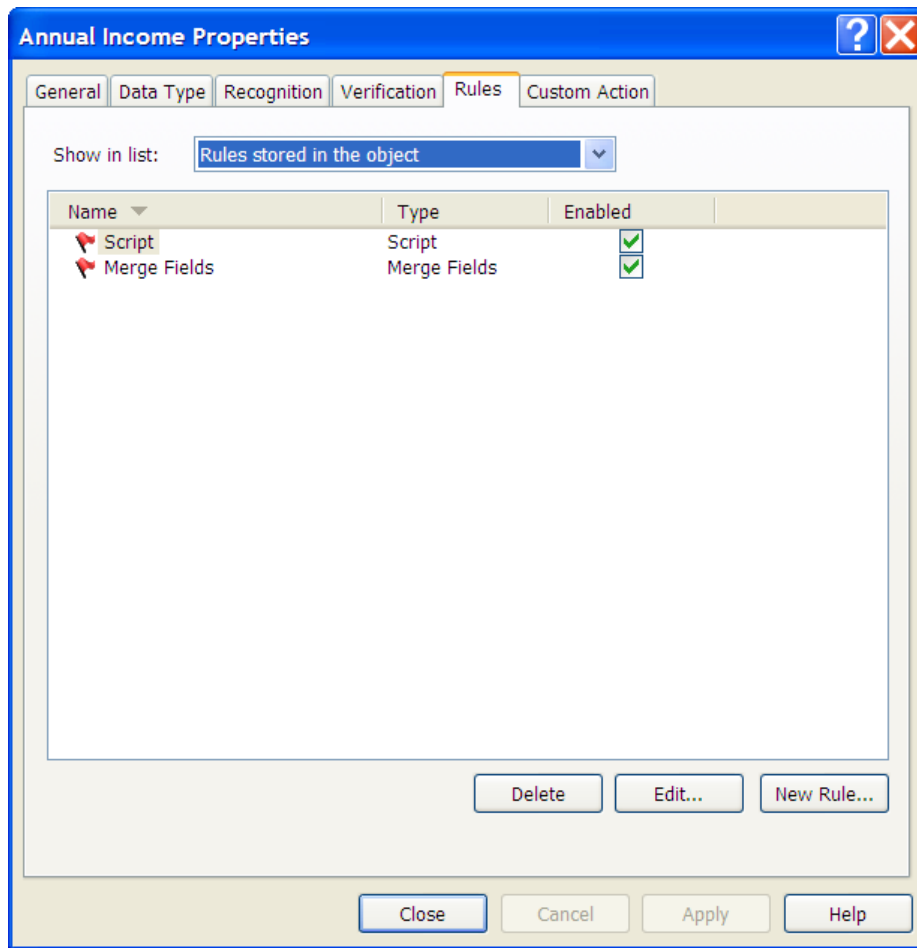 Annual Income Properties
General Data Type Recognition Verification Rules Custom Action
Show in list: Rules stored in the object
Name Type Enabled
Script Script
Merge Fields Merge Fields
Delete Edit... New Rule...
Close Cancel Apply Help